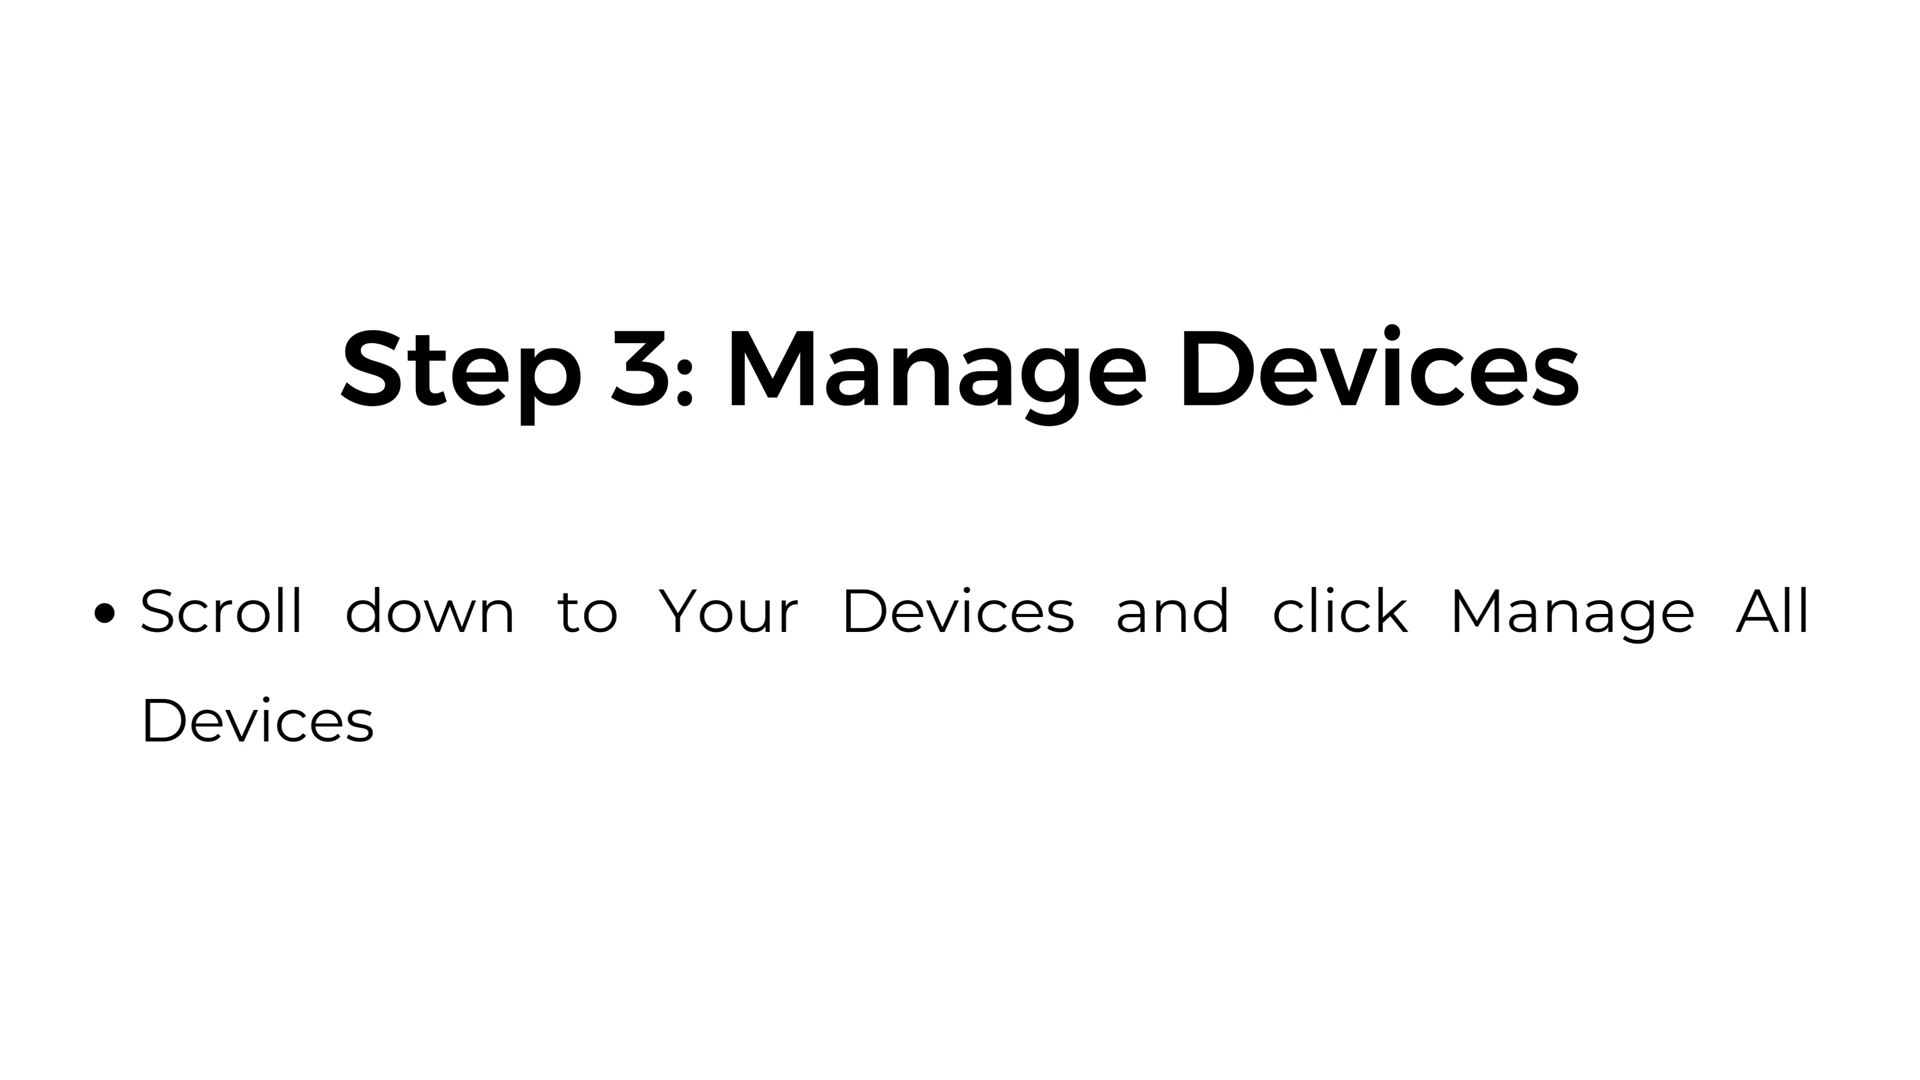 Step 3: Manage Devices
• Scroll down to Your Devices and click Manage All
Devices